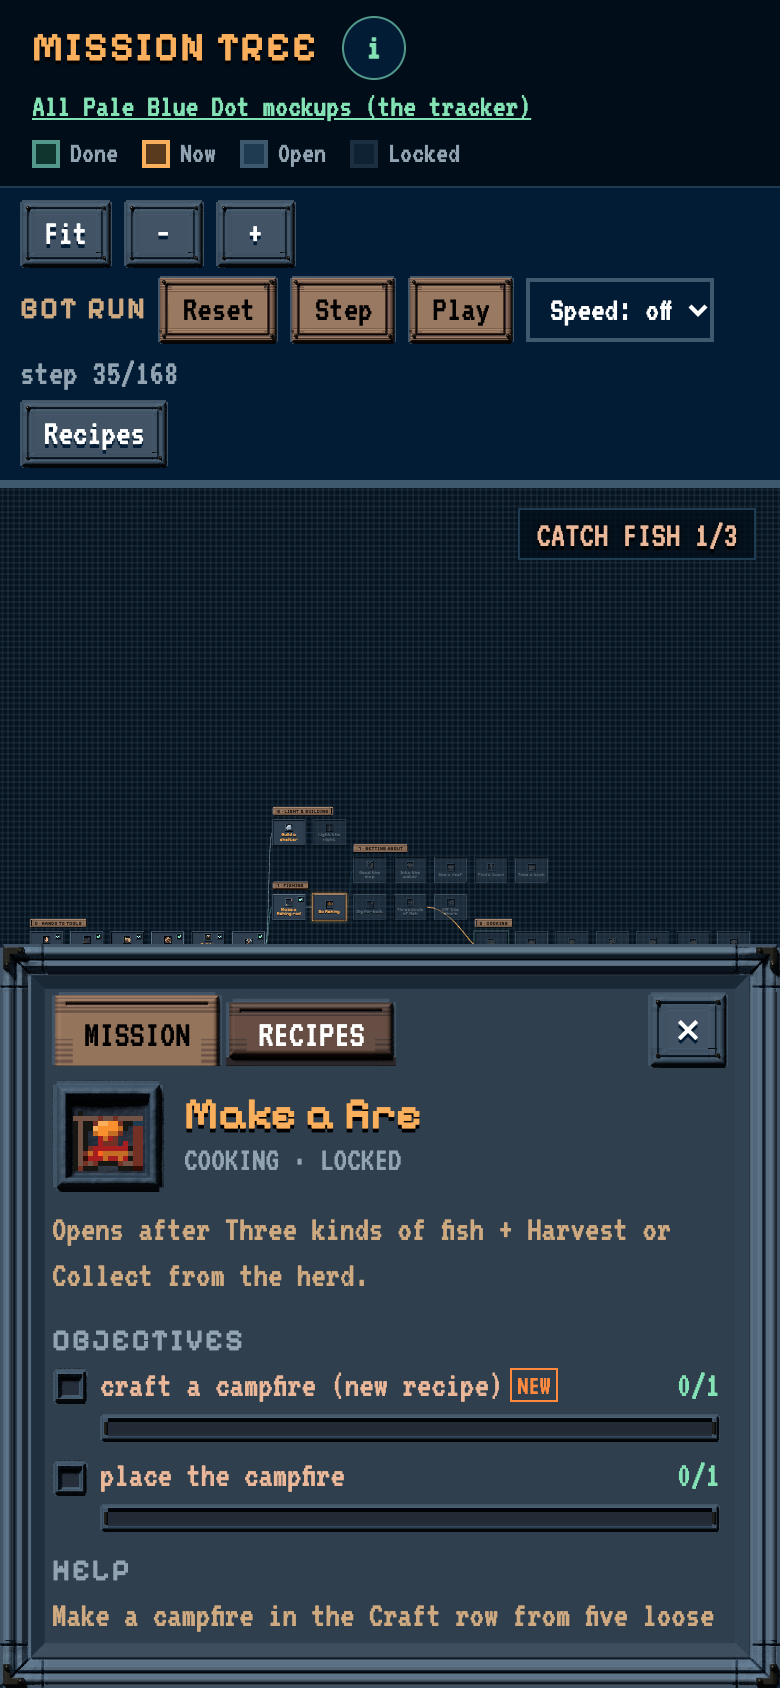 MISSION TREE
i
All Pale Blue Dot mockups (the tracker)
Done Now Open Locked
Fit - +
BOT RUN Reset Step Play Speed: off
step 35/168
Recipes
CATCH FISH 1/3
MISSION RECIPES ×
Make a fire
COOKING · LOCKED
Opens after Three kinds of fish + Harvest or
Collect from the herd.
OBJECTIVES
craft a campfire (new recipe) NEW 0/1
place the campfire 0/1
HELP
Make a campfire in the Craft row from five loose